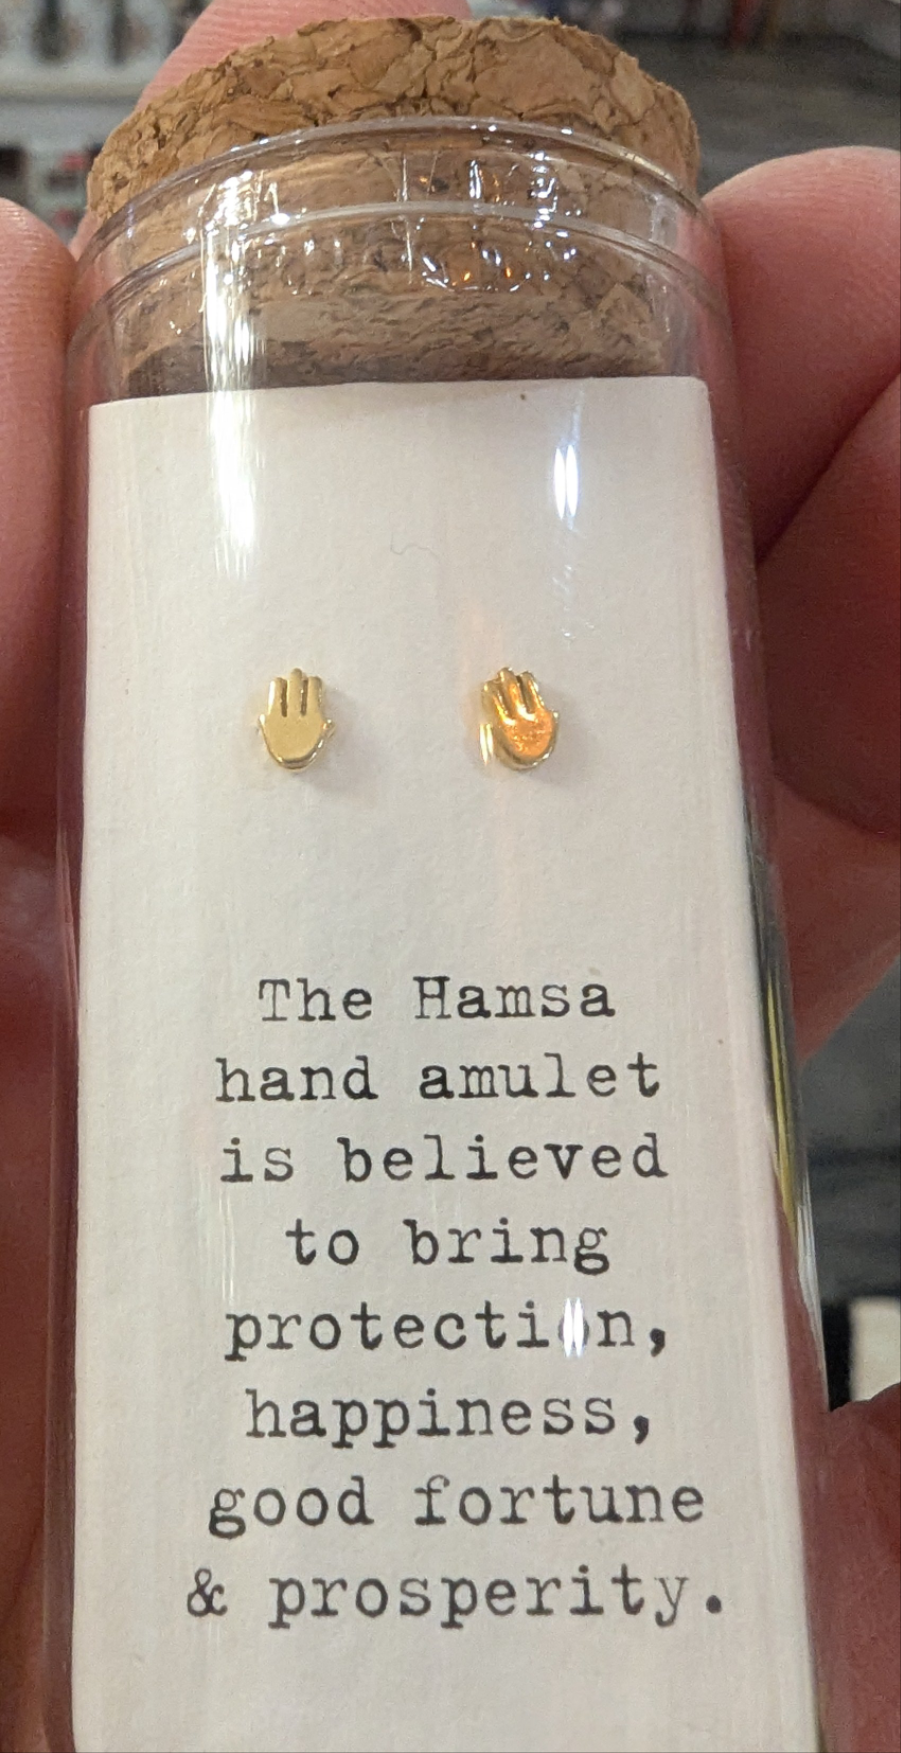 The Hamsa
hand amulet
is believed
to bring
protection,
happiness,
good fortune
& prosperity.